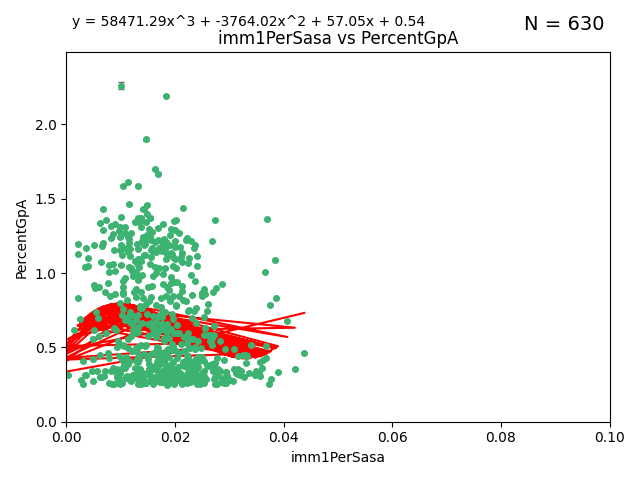 y = 58471.29x^3 + -3764.02x^2 + 57.05x + 0.54
N = 630
imm1PerSasa vs PercentGpA
PercentGpA
2.0
1.5
1.0
0.5
0.0
0.00 0.02 0.04 0.06 0.08 0.10
imm1PerSasa